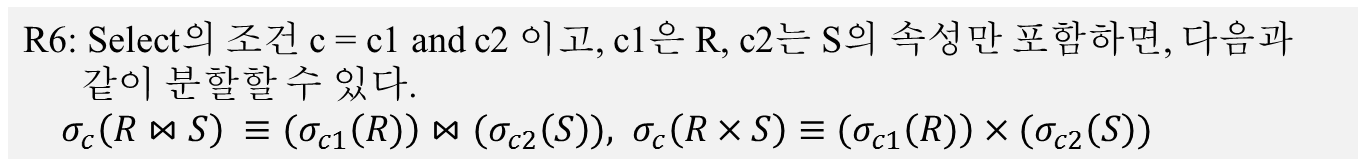 R6: Select의 조건 c = c1 and c2 이고, c1은 R, c2는 S의 속성만 포함하면, 다음과
같이 분할할 수 있다.
𝜎𝑐(𝑅 ⋈ 𝑆) ≡ (𝜎𝑐1(𝑅)) ⋈ (𝜎𝑐2(𝑆)), 𝜎𝑐(𝑅 × 𝑆) ≡ (𝜎𝑐1(𝑅)) × (𝜎𝑐2(𝑆))